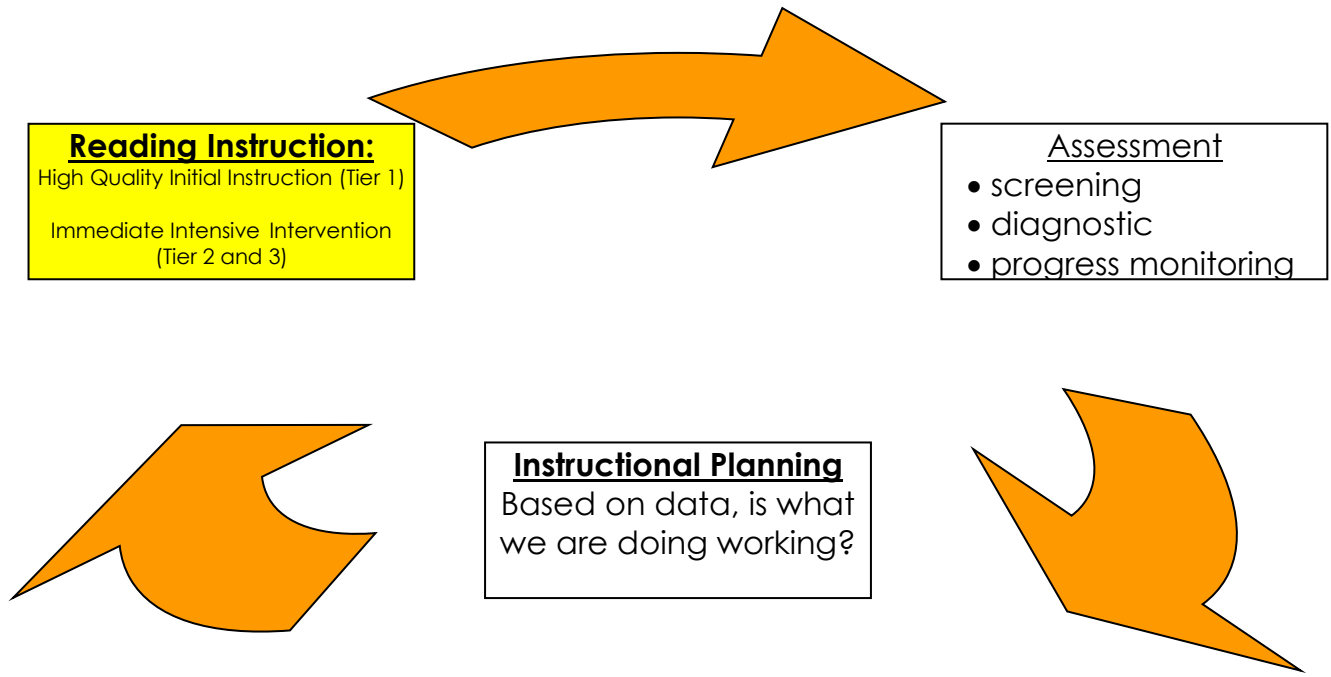 Reading Instruction:
High Quality Initial Instruction (Tier 1)
Immediate Intensive Intervention
(Tier 2 and 3)
Assessment
• screening
• diagnostic
• progress monitoring
Instructional Planning
Based on data, is what
we are doing working?